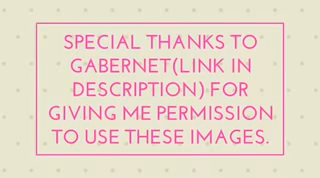 SPECIAL THANKS TO
GABERNET(LINK IN
DESCRIPTION) FOR
GIVING ME PERMISSION
TO USE THESE IMAGES.